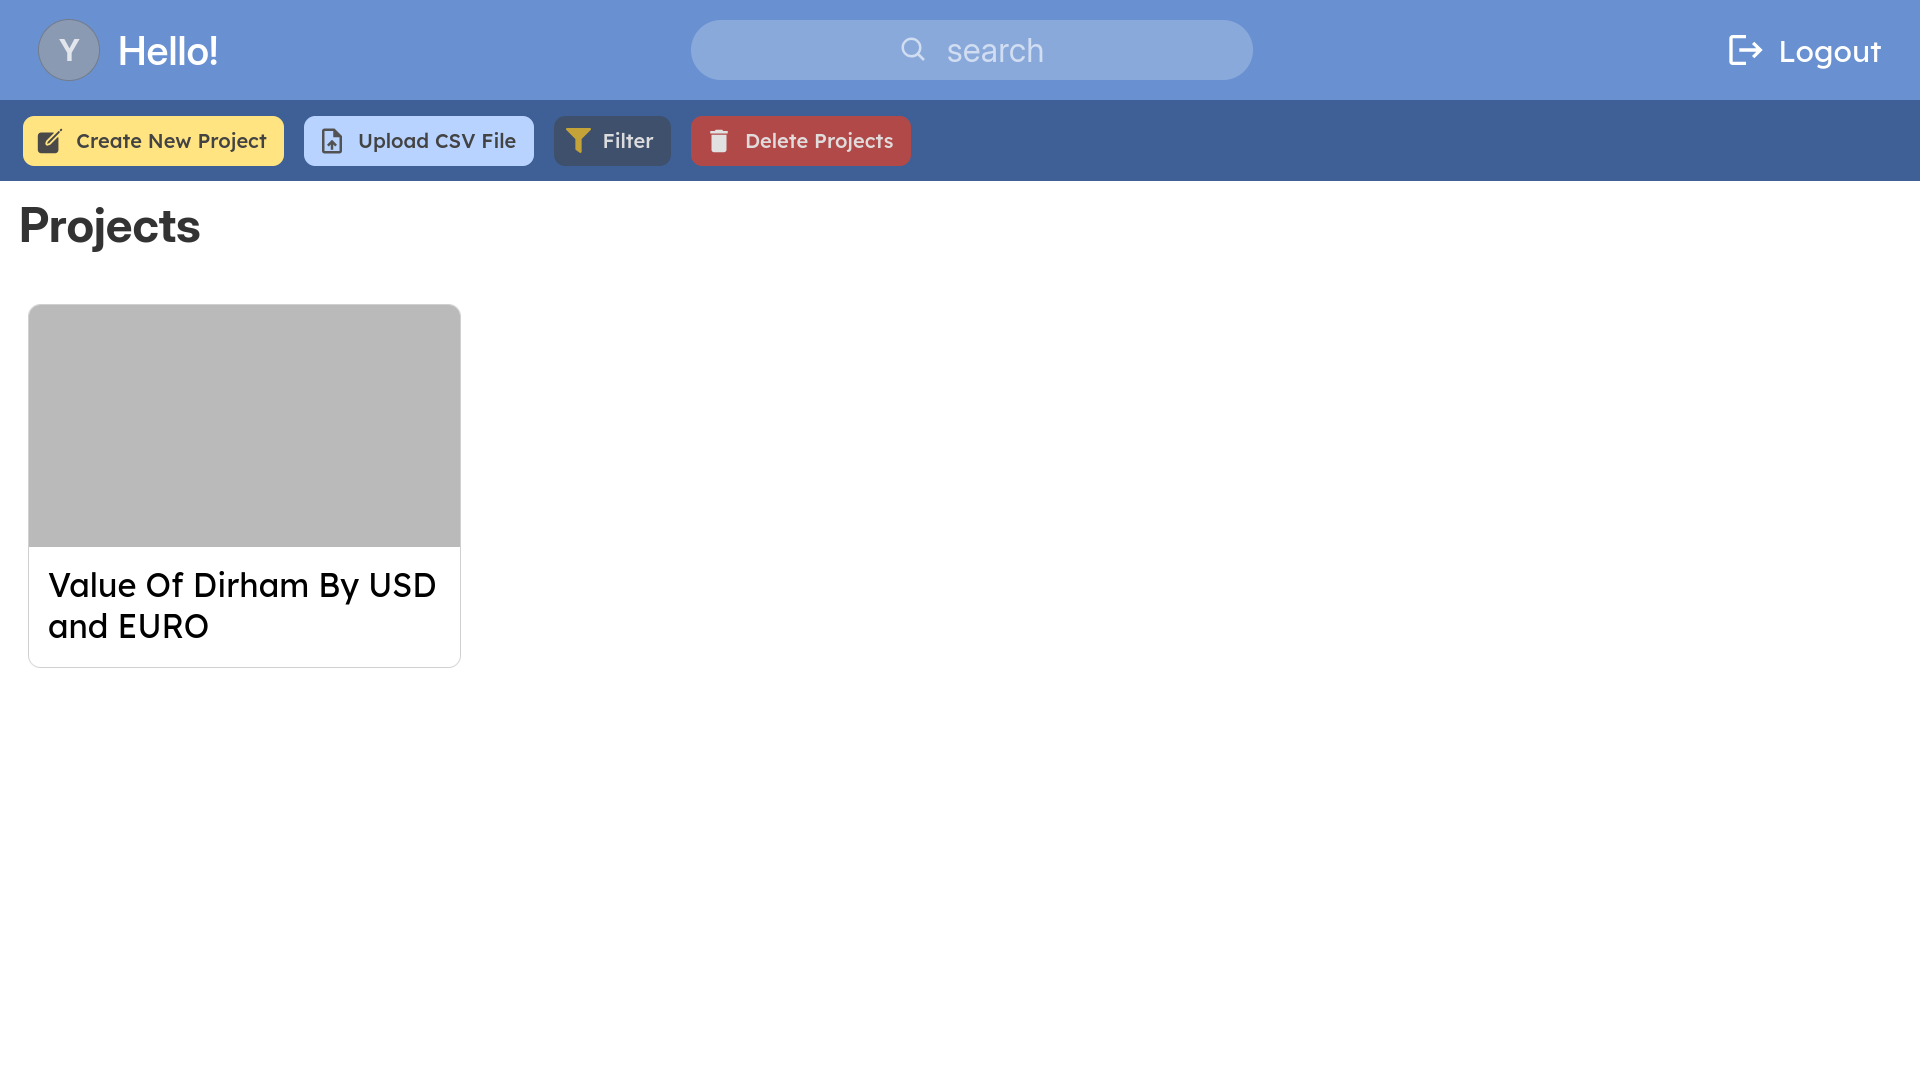 Y Hello! search Logout
Create New Project Upload CSV File Filter Delete Projects
Projects
Value Of Dirham By USD
and EURO